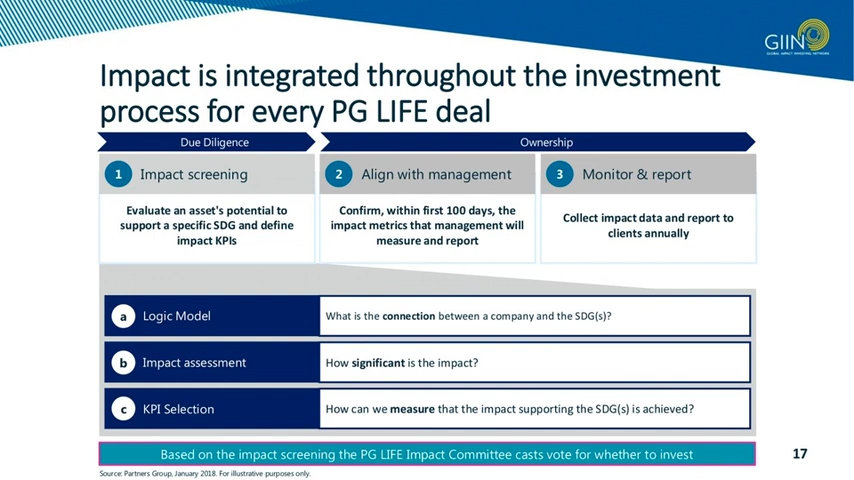 GIIN
GLOBAL IMPACT INVESTING NETWORK
Impact is integrated throughout the investment
process for every PG LIFE deal
Due Diligence
Ownership
1 Impact screening
2 Align with management
3 Monitor & report
Evaluate an asset's potential to
support a specific SDG and define
impact KPIs
Confirm, within first 100 days, the
impact metrics that management will
measure and report
Collect impact data and report to
clients annually
a Logic Model
What is the connection between a company and the SDG(s)?
b Impact assessment
How significant is the impact?
c KPI Selection
How can we measure that the impact supporting the SDG(s) is achieved?
Based on the impact screening the PG LIFE Impact Committee casts vote for whether to invest
17
Source: Partners Group, January 2018. For illustrative purposes only.